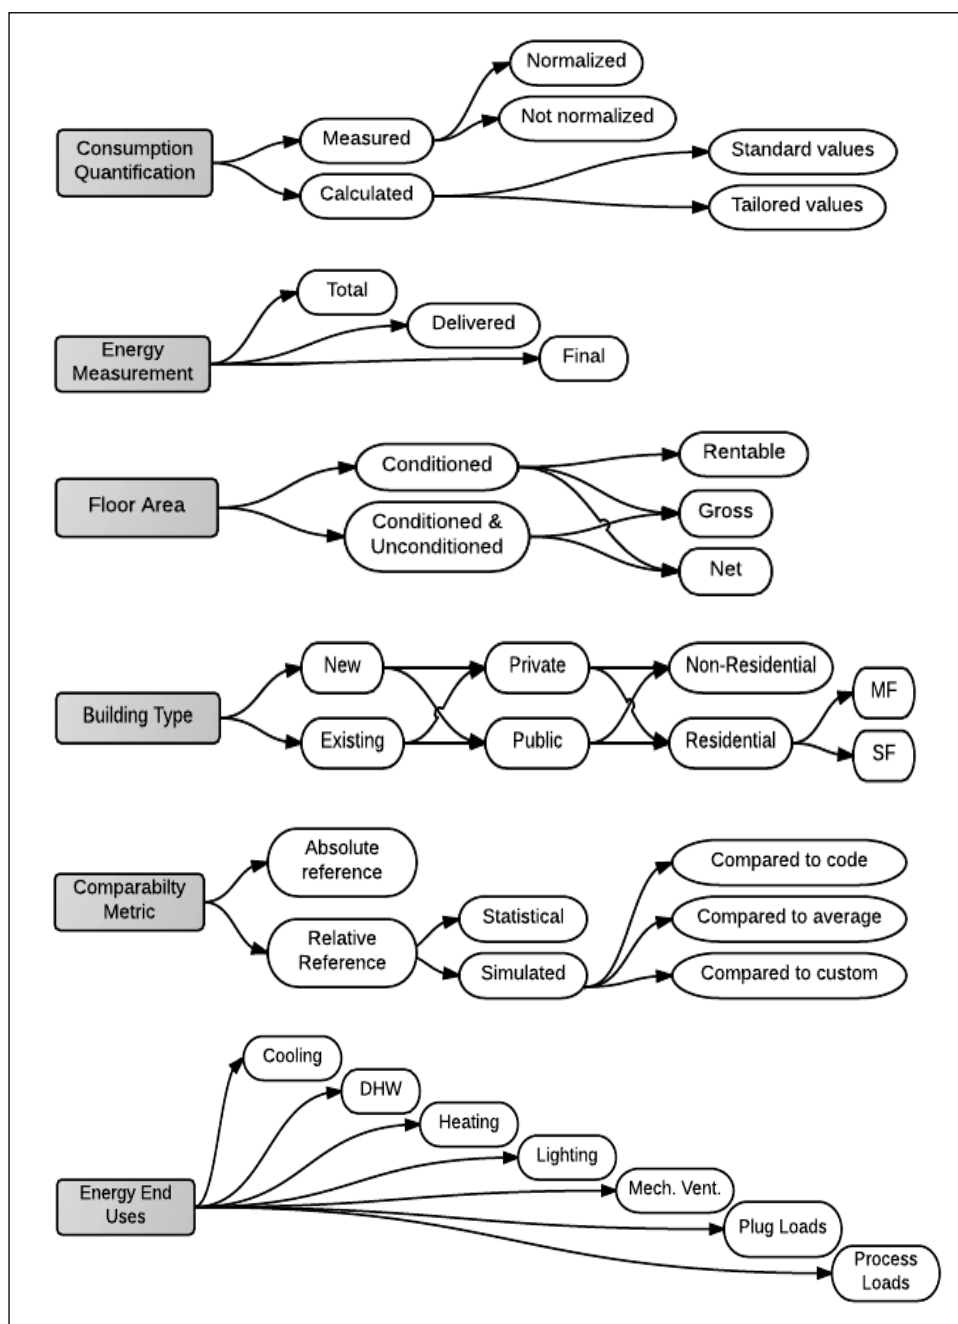 Normalized
Not normalized
Consumption
Quantification
Measured
Calculated
Standard values
Tailored values
Total
Delivered
Final
Energy
Measurement
Conditioned
Rentable
Floor Area
Conditioned &
Unconditioned
Gross
Net
New
Private
Non-Residential
MF
Building Type
Existing
Public
Residential
SF
Absolute
reference
Compared to code
Comparabilty
Metric
Statistical
Compared to average
Relative
Reference
Simulated
Compared to custom
Cooling
DHW
Heating
Lighting
Mech. Vent.
Energy End
Uses
Plug Loads
Process
Loads